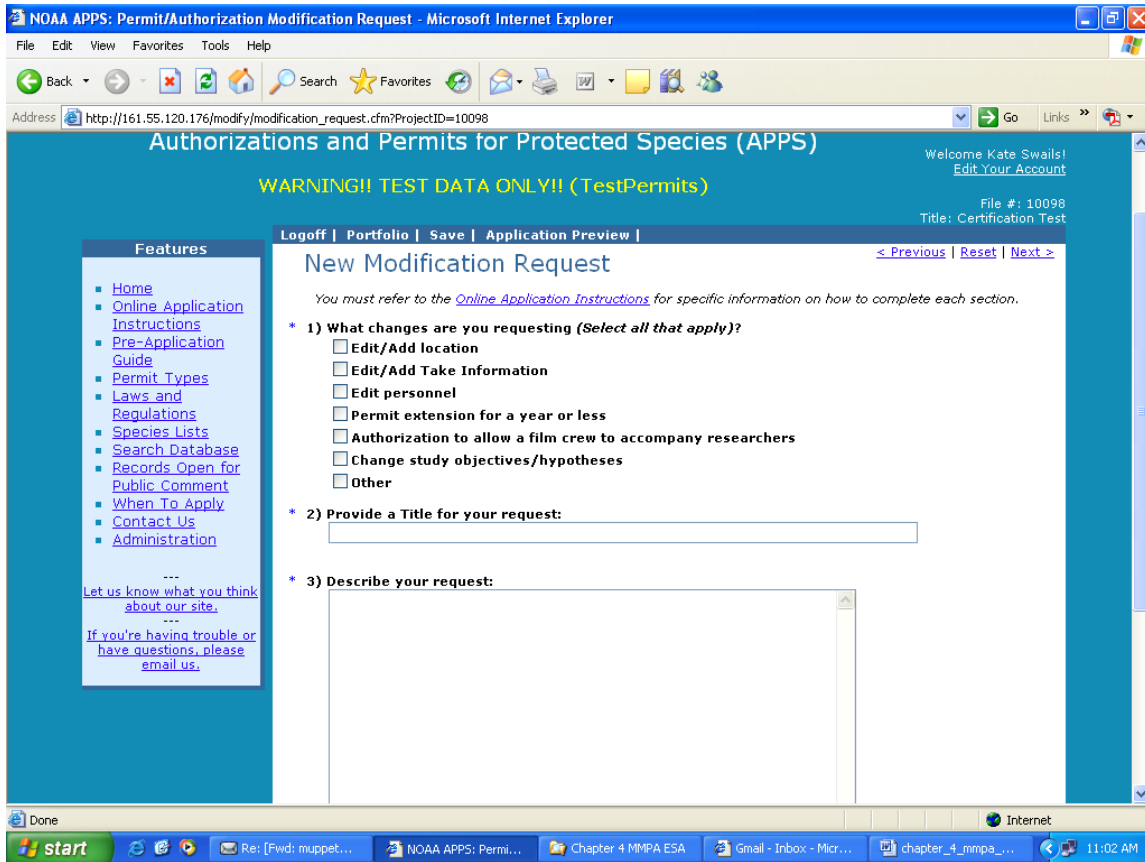 NOAA APPS: Permit/Authorization Modification Request - Microsoft Internet Explorer
File Edit View Favorites Tools Help
Back Search Favorites
Address http://161.55.120.176/modify/modification_request.cfm?ProjectID=10098 Go Links »
Authorizations and Permits for Protected Species (APPS)
Welcome Kate Swails!
Edit Your Account
WARNING!! TEST DATA ONLY!! (TestPermits)
File #: 10098
Title: Certification Test
Logoff | Portfolio | Save | Application Preview |
Features
Home
Online Application
Instructions
Pre-Application
Guide
Permit Types
Laws and
Regulations
Species Lists
Search Database
Records Open for
Public Comment
When To Apply
Contact Us
Administration
---
Let us know what you think
about our site.
---
If you're having trouble or
have questions, please
email us.
< Previous | Reset | Next >
New Modification Request
You must refer to the Online Application Instructions for specific information on how to complete each section.
* 1) What changes are you requesting (Select all that apply)?
Edit/Add location
Edit/Add Take Information
Edit personnel
Permit extension for a year or less
Authorization to allow a film crew to accompany researchers
Change study objectives/hypotheses
Other
* 2) Provide a Title for your request:
* 3) Describe your request:
Done Internet
start Re: [Fwd: muppet... NOAA APPS: Permi... Chapter 4 MMPA ESA Gmail - Inbox - Micr... chapter_4_mmpa_... 11:02 AM